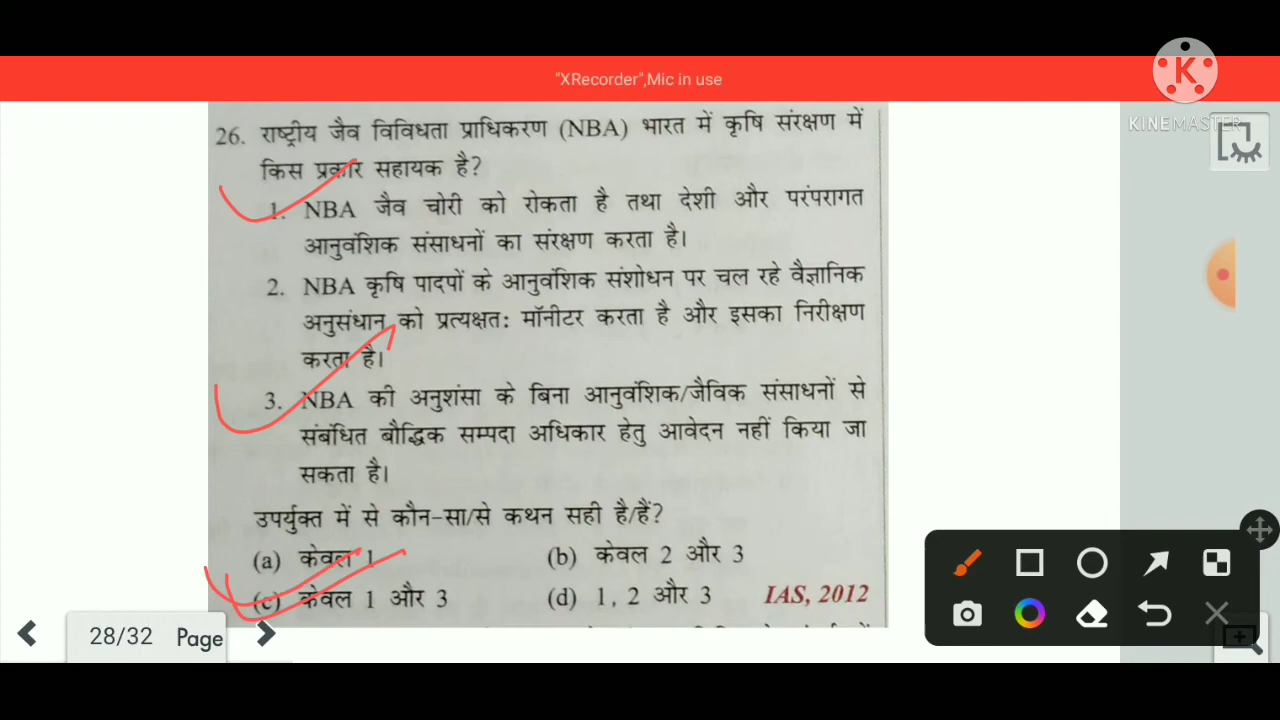 "XRecorder",Mic in use
K
KINEMASTER
26. राष्ट्रीय जैव विविधता प्राधिकरण (NBA) भारत में कृषि संरक्षण में
किस प्रकार सहायक है?
1. NBA जैव चोरी को रोकता है तथा देशी और परंपरागत
आनुवंशिक संसाधनों का संरक्षण करता है।
2. NBA कृषि पादपों के आनुवंशिक संशोधन पर चल रहे वैज्ञानिक
अनुसंधान को प्रत्यक्षतः मॉनीटर करता है और इसका निरीक्षण
करता है।
3. NBA की अनुशंसा के बिना आनुवंशिक/जैविक संसाधनों से
संबंधित बौद्धिक सम्पदा अधिकार हेतु आवेदन नहीं किया जा
सकता है।
उपर्युक्त में से कौन-सा/से कथन सही है/हैं?
(a) केवल 1
(b) केवल 2 और 3
(c) केवल 1 और 3
(d) 1, 2 और 3
IAS, 2012
28/32 Page